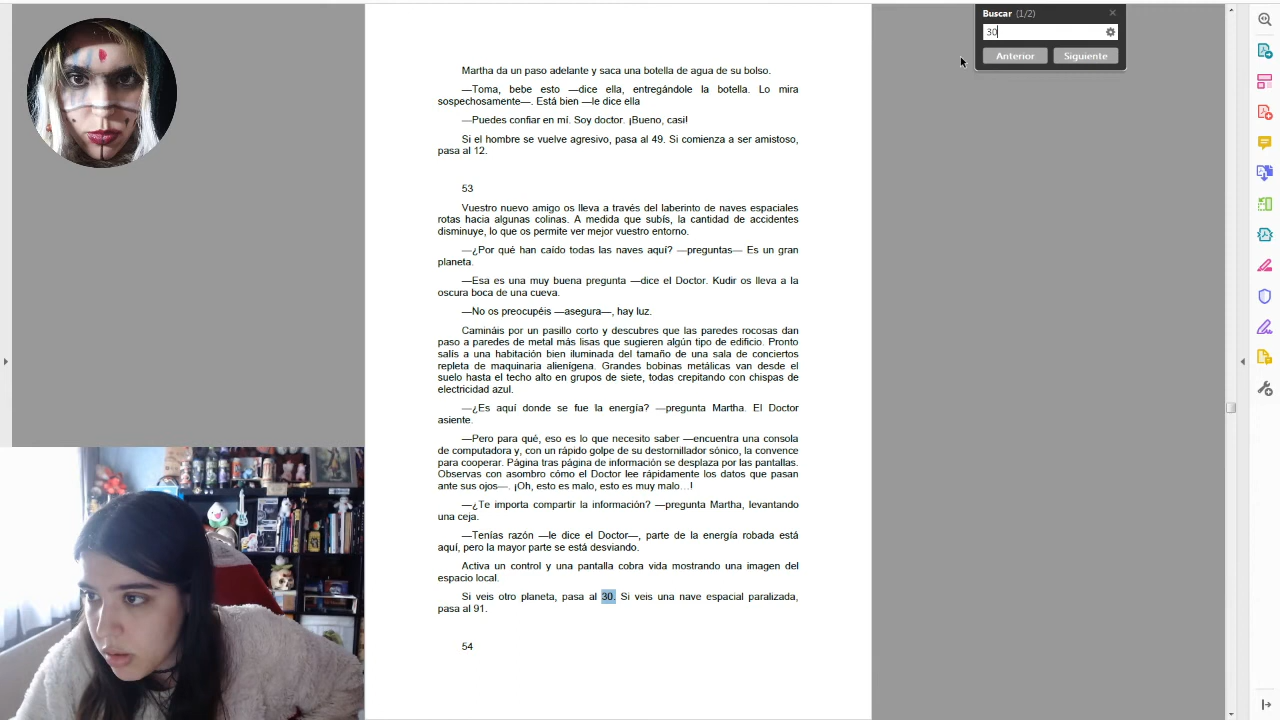 Buscar (1/2)
30
Anterior
Siguiente
Martha da un paso adelante y saca una botella de agua de su bolso.
—Toma, bebe esto —dice ella, entregándole la botella. Lo mira
sospechosamente—. Está bien —le dice ella
—Puedes confiar en mí. Soy doctor. ¡Bueno, casi!
Si el hombre se vuelve agresivo, pasa al 49. Si comienza a ser amistoso,
pasa al 12.
53
Vuestro nuevo amigo os lleva a través del laberinto de naves espaciales
rotas hacia algunas colinas. A medida que subís, la cantidad de accidentes
disminuye, lo que os permite ver mejor vuestro entorno.
—¿Por qué han caído todas las naves aquí? —preguntas— Es un gran
planeta.
—Esa es una muy buena pregunta —dice el Doctor. Kudir os lleva a la
oscura boca de una cueva.
—No os preocupéis —asegura—, hay luz.
Camináis por un pasillo corto y descubres que las paredes rocosas dan
paso a paredes de metal más lisas que sugieren algún tipo de edificio. Pronto
salís a una habitación bien iluminada del tamaño de una sala de conciertos
repleta de maquinaria alienígena. Grandes bobinas metálicas van desde el
suelo hasta el techo alto en grupos de siete, todas crepitando con chispas de
electricidad azul.
—¿Es aquí donde se fue la energía? —pregunta Martha. El Doctor
asiente.
—Pero para qué, eso es lo que necesito saber —encuentra una consola
de computadora y, con un rápido golpe de su destornillador sónico, la convence
para cooperar. Página tras página de información se desplaza por las pantallas.
Observas con asombro cómo el Doctor lee rápidamente los datos que pasan
ante sus ojos—. ¡Oh, esto es malo, esto es muy malo…!
—¿Te importa compartir la información? —pregunta Martha, levantando
una ceja.
—Tenías razón —le dice el Doctor—, parte de la energía robada está
aquí, pero la mayor parte se está desviando.
Activa un control y una pantalla cobra vida mostrando una imagen del
espacio local.
Si veis otro planeta, pasa al 30. Si veis una nave espacial paralizada,
pasa al 91.
54